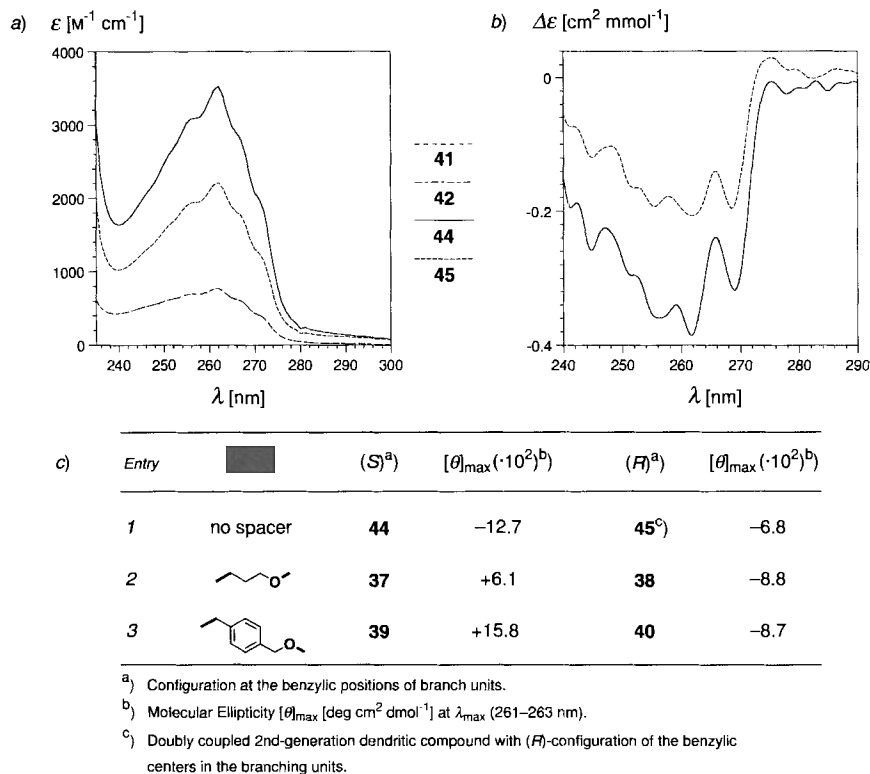 a) ε [M⁻¹ cm⁻¹]
4000
3000
2000
1000
0
240 250 260 270 280 290 300
λ [nm]
41
42
44
45
b) Δε [cm² mmol⁻¹]
0
-0.2
-0.4
240 250 260 270 280 290
λ [nm]
c) Entry (S)ᵃ) [θ]max (·10²)ᵇ) (R)ᵃ) [θ]max (·10²)ᵇ)
1 no spacer 44 −12.7 45ᶜ) −6.8
2 O 37 +6.1 38 −8.8
3 O 39 +15.8 40 −8.7
a) Configuration at the benzylic positions of branch units.
b) Molecular Ellipticity [θ]max [deg cm² dmol⁻¹] at λmax (261–263 nm).
c) Doubly coupled 2nd-generation dendritic compound with (R)-configuration of the benzylic
centers in the branching units.